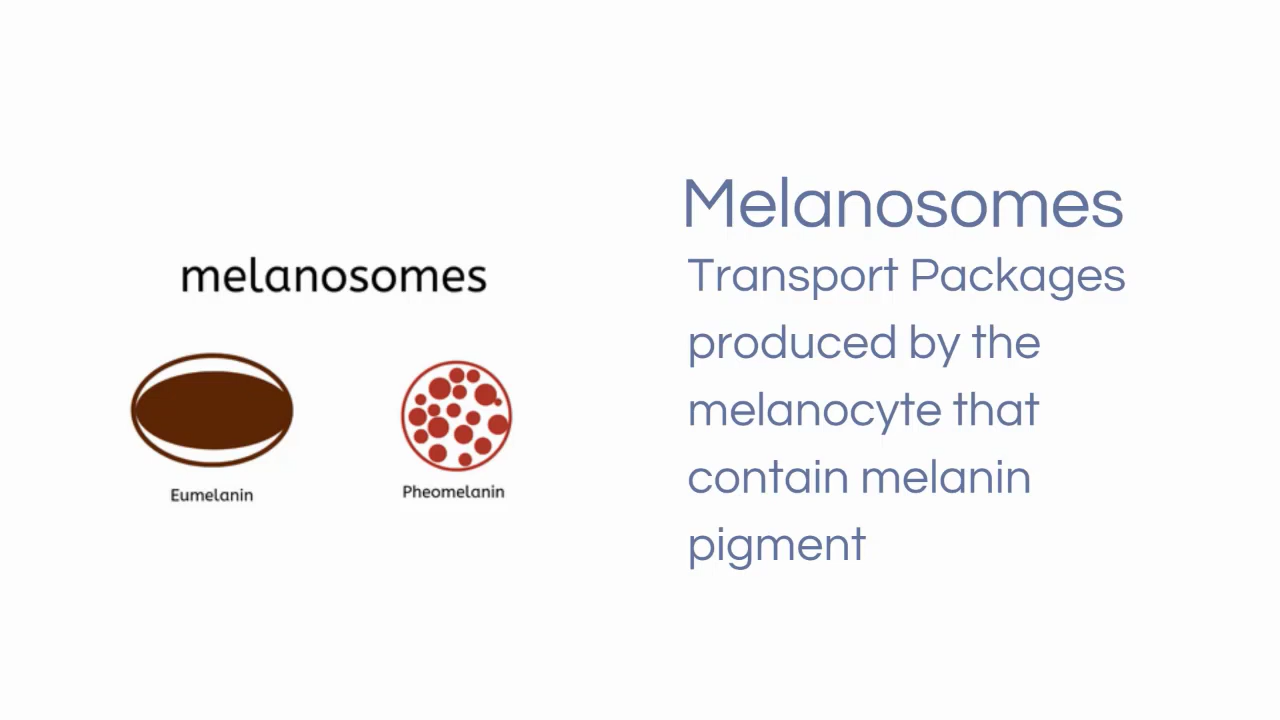 melanosomes
Eumelanin
Pheomelanin
Melanosomes
Transport Packages
produced by the
melanocyte that
contain melanin
pigment